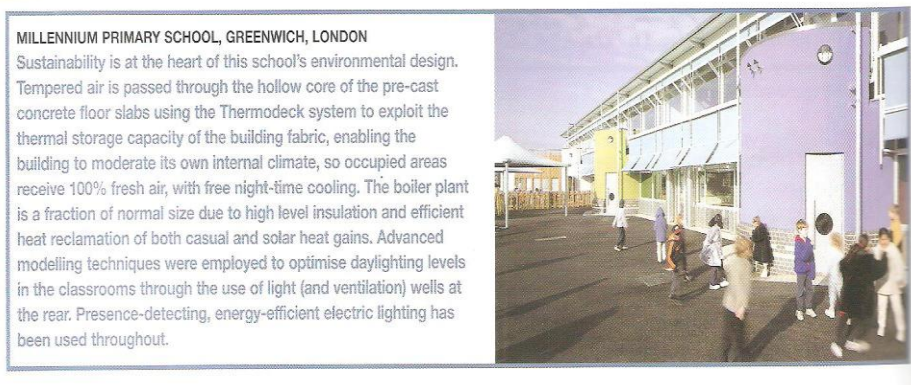 MILLENNIUM PRIMARY SCHOOL, GREENWICH, LONDON
Sustainability is at the heart of this school's environmental design.
Tempered air is passed through the hollow core of the pre-cast
concrete floor slabs using the Thermodeck system to exploit the
thermal storage capacity of the building fabric, enabling the
building to moderate its own internal climate, so occupied areas
receive 100% fresh air, with free night-time cooling. The boiler plant
is a fraction of normal size due to high level insulation and efficient
heat reclamation of both casual and solar heat gains. Advanced
modelling techniques were employed to optimise daylighting levels
in the classrooms through the use of light (and ventilation) wells at
the rear. Presence-detecting, energy-efficient electric lighting has
been used throughout.